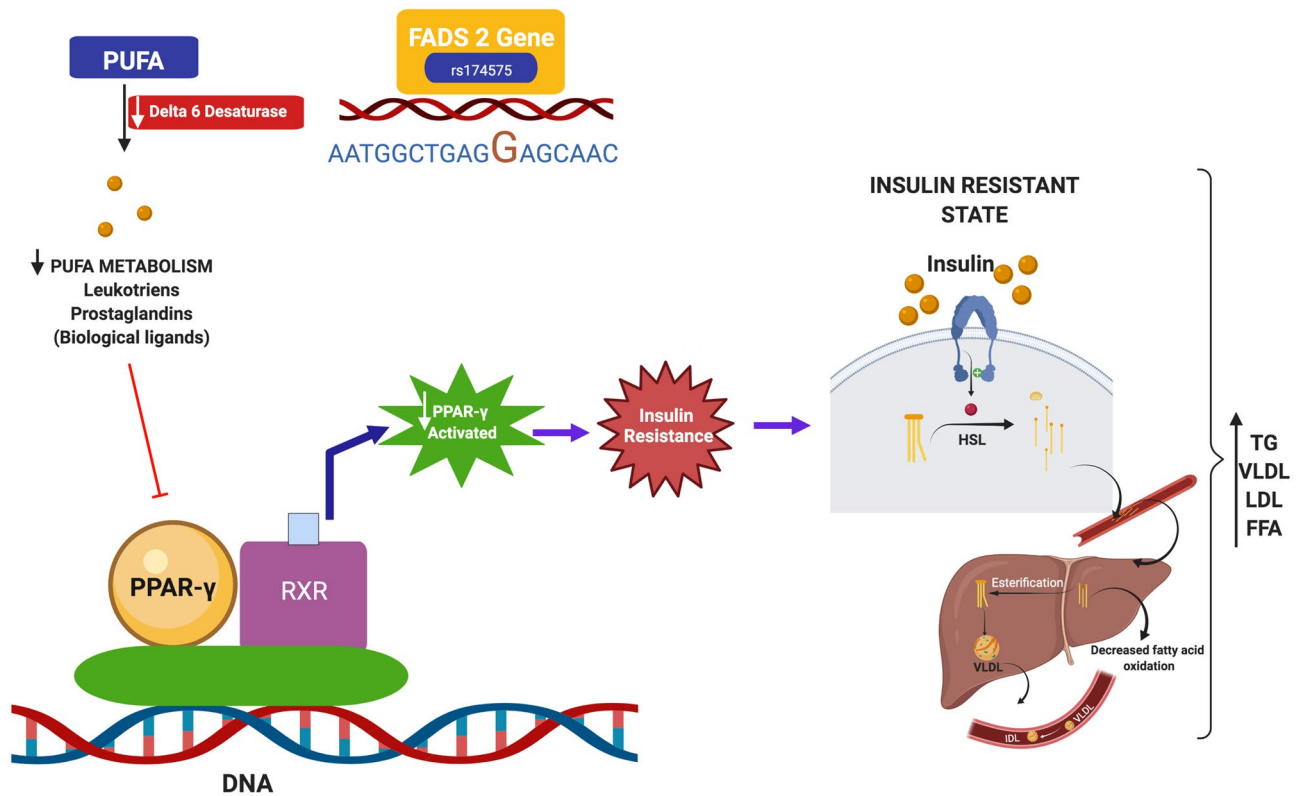 PUFA
Delta 6 Desaturase
FADS 2 Gene
rs174575
AATGGCTGAGGAGCAAC
PUFA METABOLISM
Leukotriens
Prostaglandins
(Biological ligands)
PPAR-γ
RXR
DNA
PPAR-γ
Activated
Insulin
Resistance
INSULIN RESISTANT
STATE
Insulin
+
HSL
Esterification
VLDL
Decreased fatty acid
oxidation
VLDL
IDL
TG
VLDL
LDL
FFA